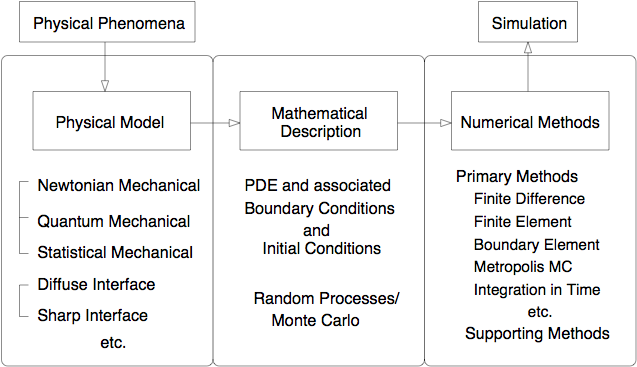 Physical Phenomena
Simulation
Physical Model
Mathematical
Description
Numerical Methods
Newtonian Mechanical
Quantum Mechanical
Statistical Mechanical
Diffuse Interface
Sharp Interface
etc.
PDE and associated
Boundary Conditions
and
Initial Conditions
Random Processes/
Monte Carlo
Primary Methods
Finite Difference
Finite Element
Boundary Element
Metropolis MC
Integration in Time
etc.
Supporting Methods